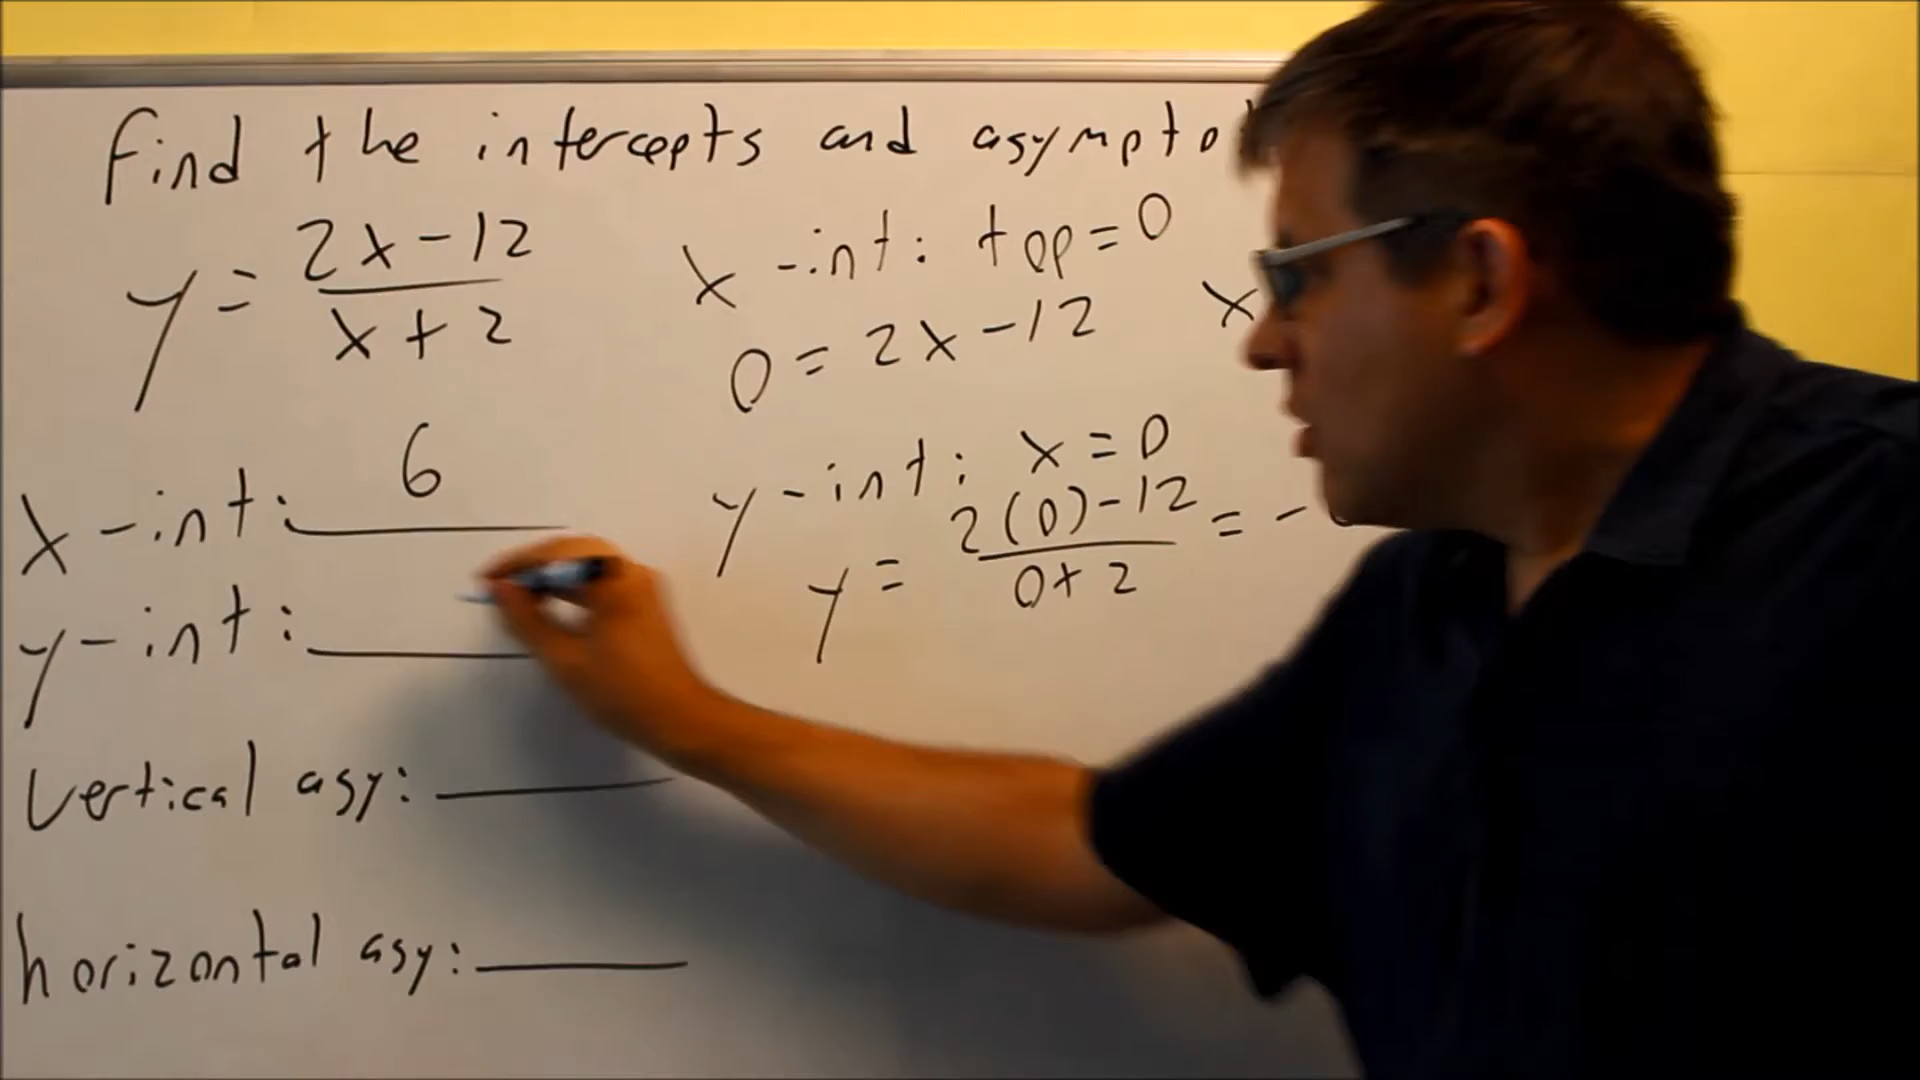 Find the intercepts and asympto
y = (2x-12)/(x+2)
x-int: top=0
0 = 2x-12
x
x-int: 6
y-int: x=0
y = (2(0)-12)/(0+2) = -
y-int:
vertical asy:
horizontal asy: